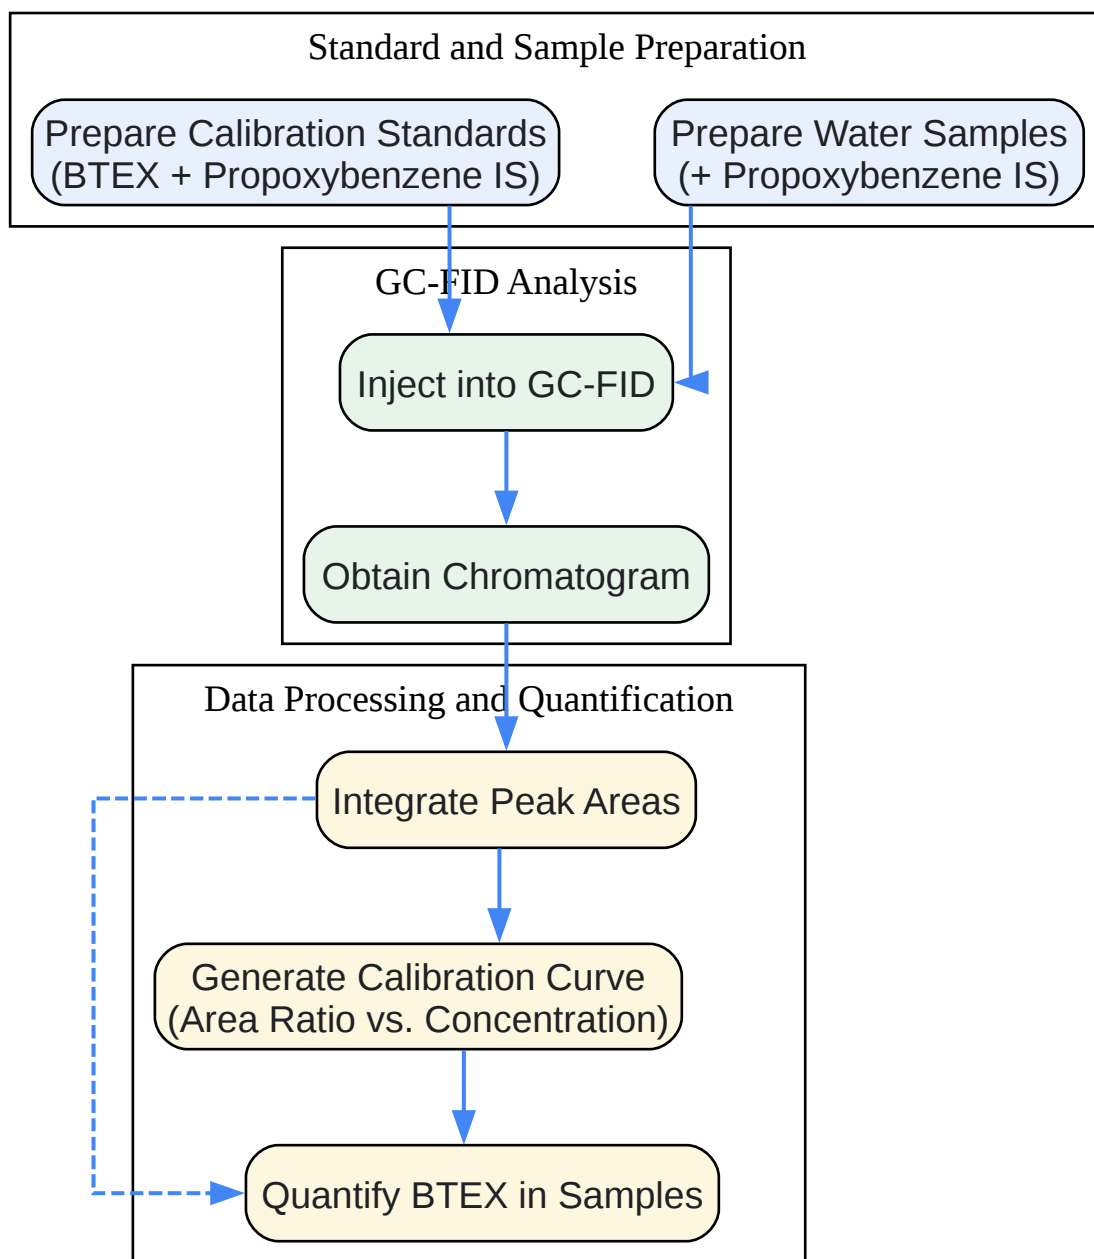 Standard and Sample Preparation
Prepare Calibration Standards
(BTEX + Propoxybenzene IS)
Prepare Water Samples
(+ Propoxybenzene IS)
GC-FID Analysis
Inject into GC-FID
Obtain Chromatogram
Data Processing and Quantification
Integrate Peak Areas
Generate Calibration Curve
(Area Ratio vs. Concentration)
Quantify BTEX in Samples